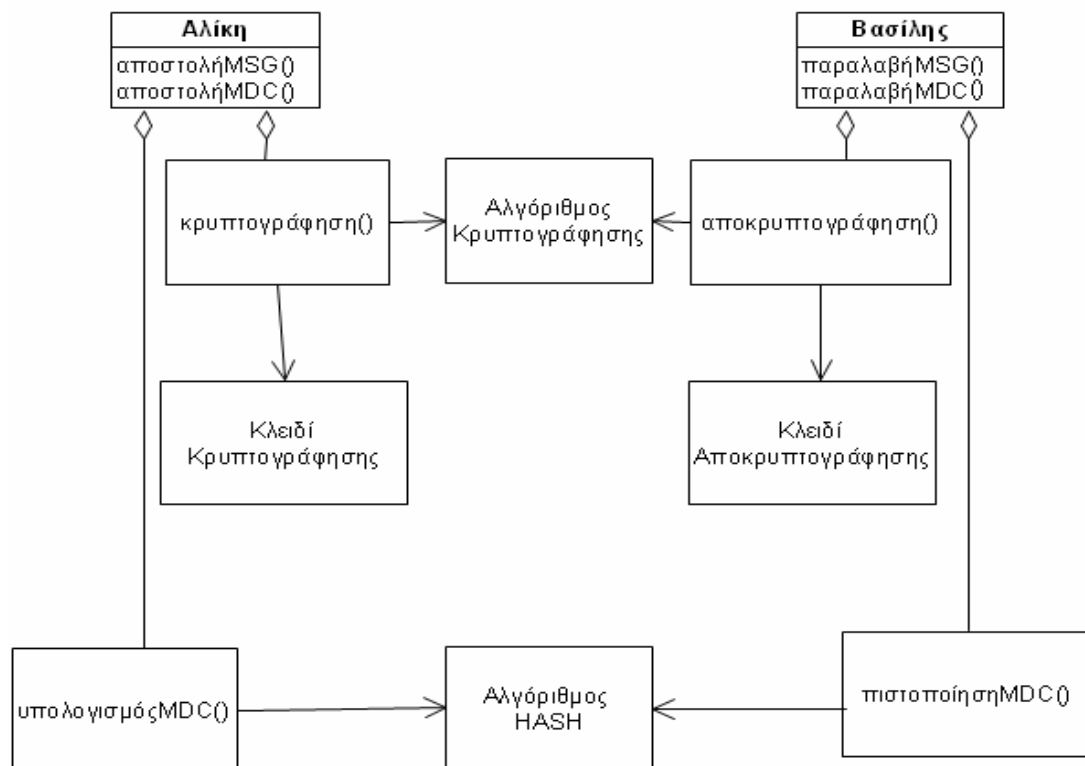 Αλίκη
αποστολήMSG()
αποστολήMDC()
Βασίλης
παραλαβήMSG()
παραλαβήMDC()
κρυπτογράφηση()
Αλγόριθμος
Κρυπτογράφησης
αποκρυπτογράφηση()
Κλειδί
Κρυπτογράφησης
Κλειδί
Αποκρυπτογράφησης
υπολογισμόςMDC()
Αλγόριθμος
HASH
πιστοποίησηMDC()